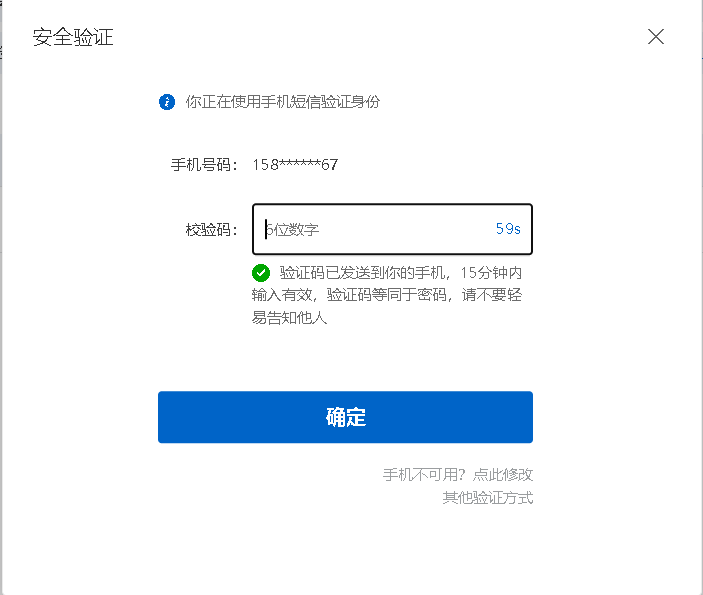 安全验证
你正在使用手机短信验证身份
手机号码： 158******67
校验码： 6位数字 59s
验证码已发送到你的手机，15分钟内
输入有效，验证码等同于密码，请不要轻
易告知他人
确定
手机不可用？点此修改
其他验证方式